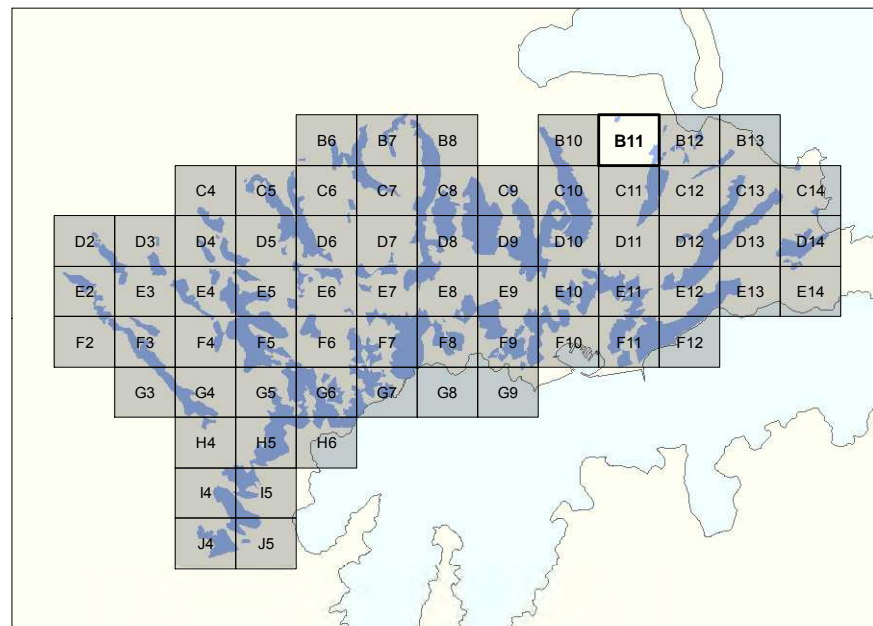 B6 B7 B8 B10 B11 B12 B13
C4 C5 C6 C7 C8 C9 C10 C11 C12 C13 C14
D2 D3 D4 D5 D6 D7 D8 D9 D10 D11 D12 D13 D14
E2 E3 E4 E5 E6 E7 E8 E9 E10 E11 E12 E13 E14
F2 F3 F4 F5 F6 F7 F8 F9 F10 F11 F12
G3 G4 G5 G6 G7 G8 G9
H4 H5 H6
I4 I5
J4 J5